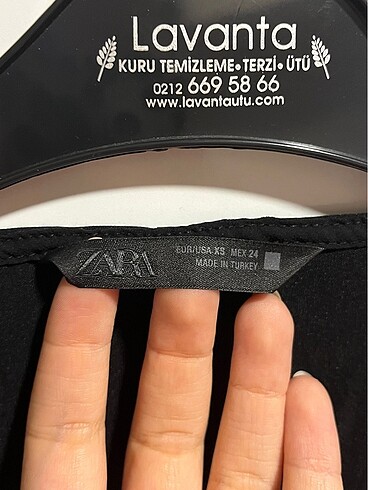 Lavanta
KURU TEMİZLEME•TERZİ•ÜTÜ
0212 669 58 66
www.lavantautu.com
ZARA
EUR/USA XS MEX 24
MADE IN TURKEY